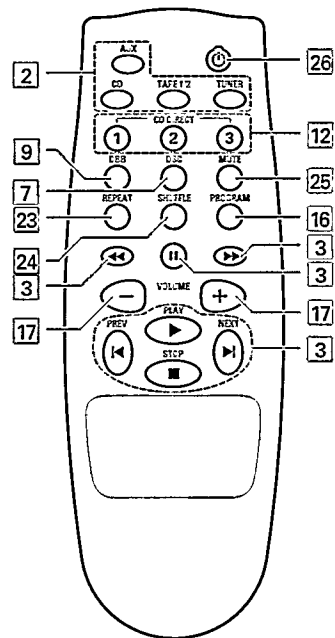 AUX
2
26
CD TAPE 1/2 TUNER
CD DIRECT
1 2 3
12
9
DBB DSC MUTE
7
25
23
REPEAT SHUFFLE PROGRAM
16
24
3
3
3
17
VOLUME
− +
17
PLAY
PREV NEXT
3
STOP